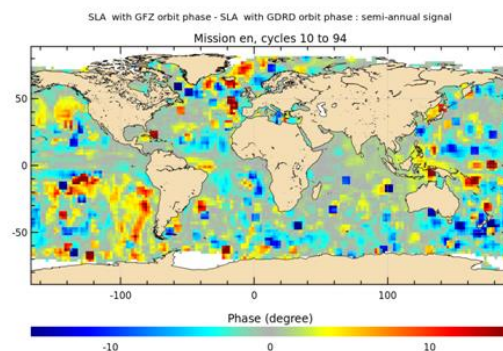 SLA with GFZ orbit phase - SLA with GDRD orbit phase : semi-annual signal
Mission en, cycles 10 to 94
50
0
-50
-100 0 100
Phase (degree)
-10 0 10